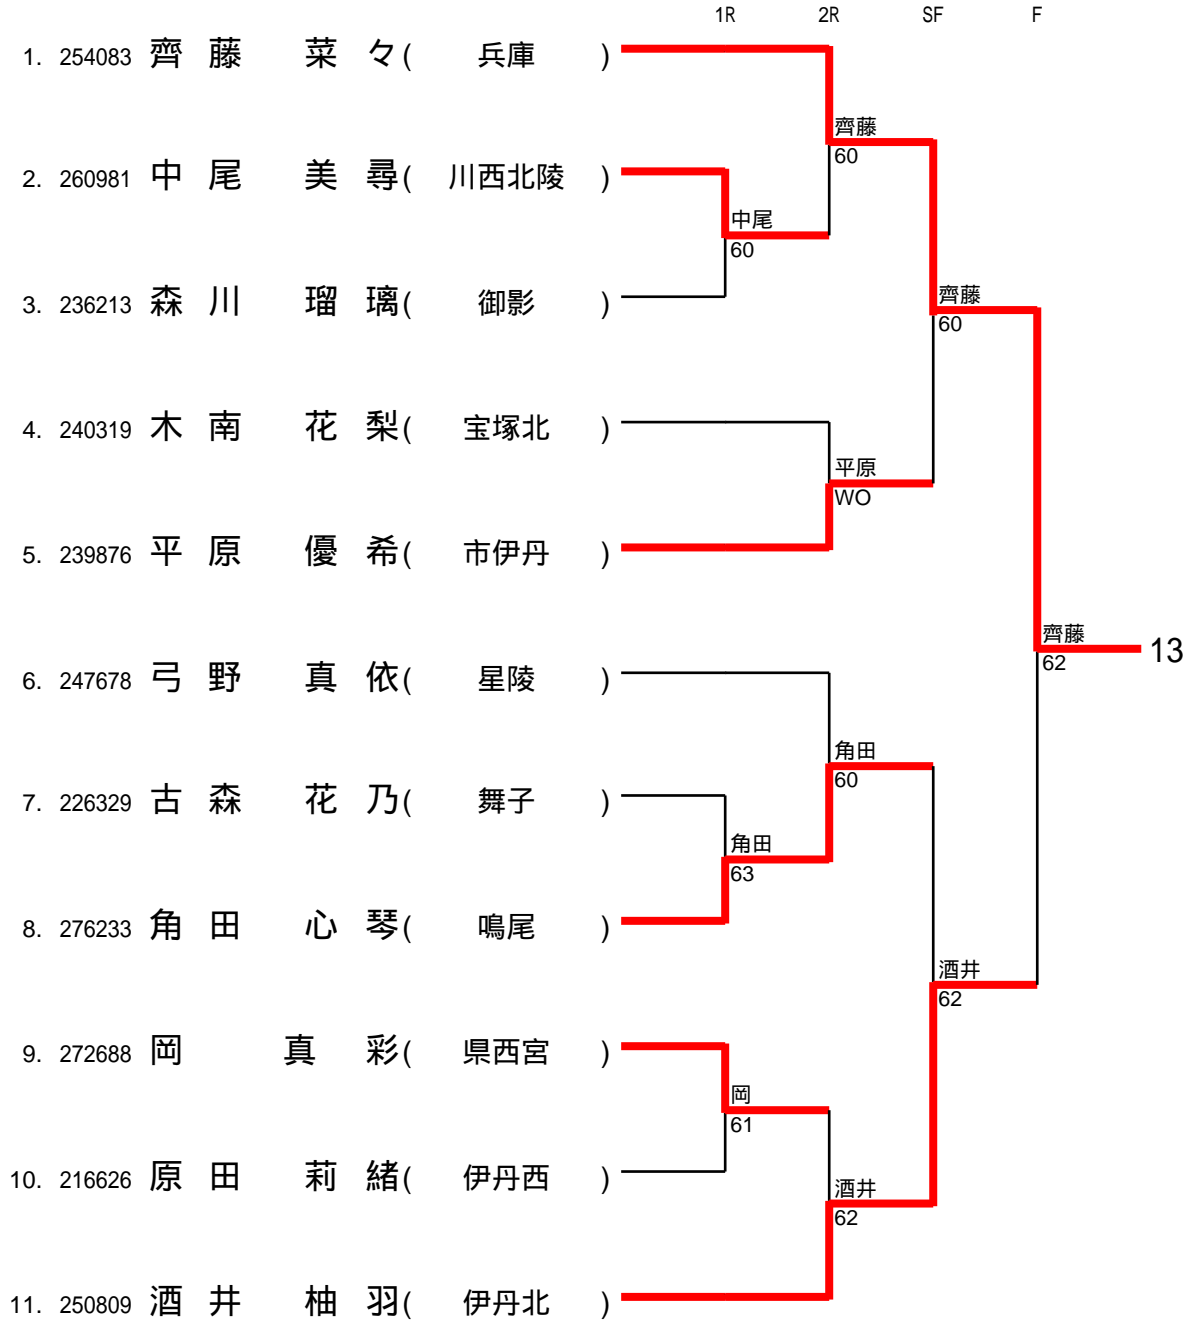 1R 2R SF F
1. 254083 齊藤 菜々( 兵庫 )
齊藤
60
2. 260981 中尾 美尋( 川西北陵 )
中尾
60
3. 236213 森川 瑠璃( 御影 )
齊藤
60
4. 240319 木南 花梨( 宝塚北 )
平原
WO
5. 239876 平原 優希( 市伊丹 )
齊藤
62
13
6. 247678 弓野 真依( 星陵 )
角田
60
7. 226329 古森 花乃( 舞子 )
角田
63
8. 276233 角田 心琴( 鳴尾 )
酒井
62
9. 272688 岡 真彩( 県西宮 )
岡
61
10. 216626 原田 莉緒( 伊丹西 )
酒井
62
11. 250809 酒井 柚羽( 伊丹北 )